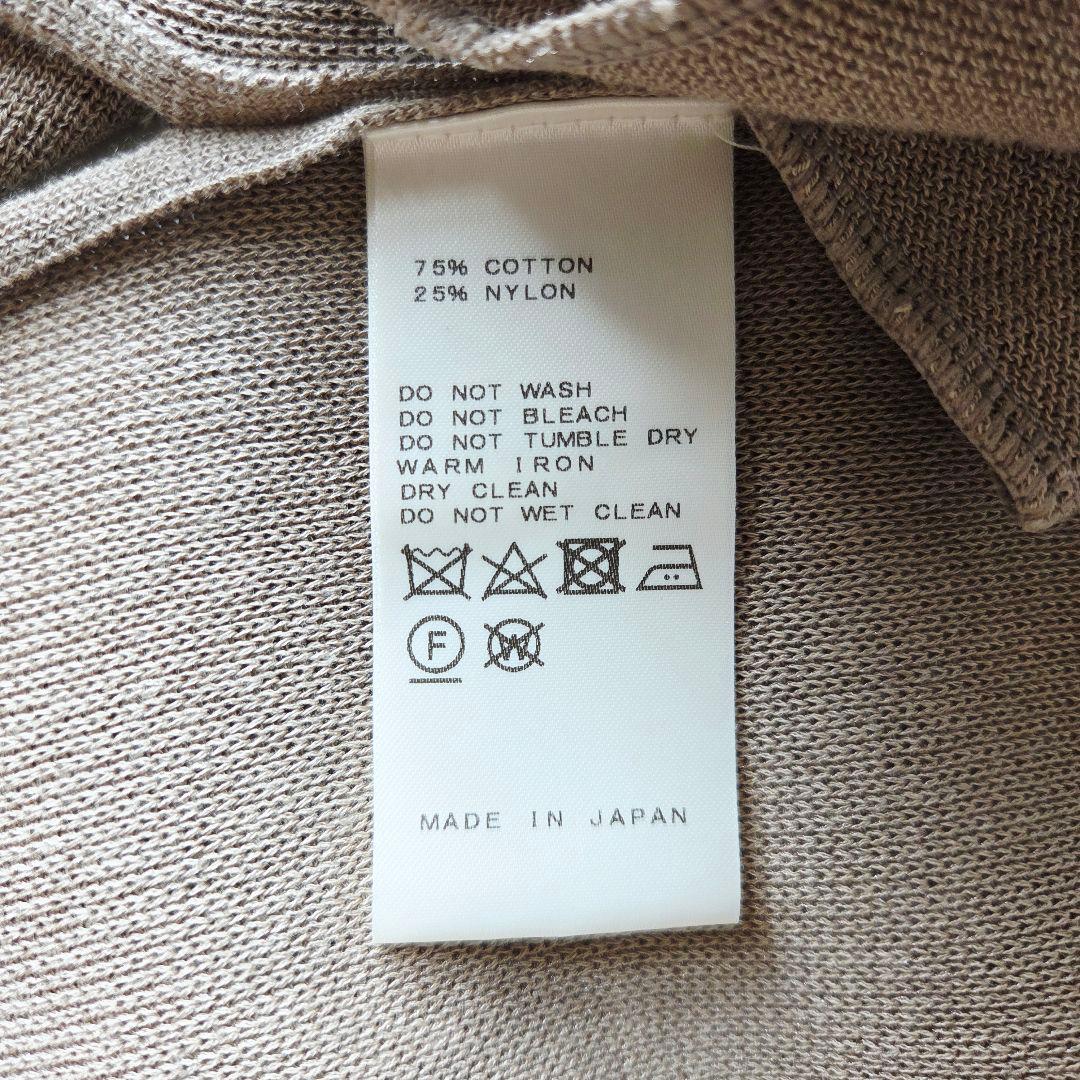 75% COTTON
25% NYLON
DO NOT WASH
DO NOT BLEACH
DO NOT TUMBLE DRY
WARM IRON
DRY CLEAN
DO NOT WET CLEAN
F W
MADE IN JAPAN